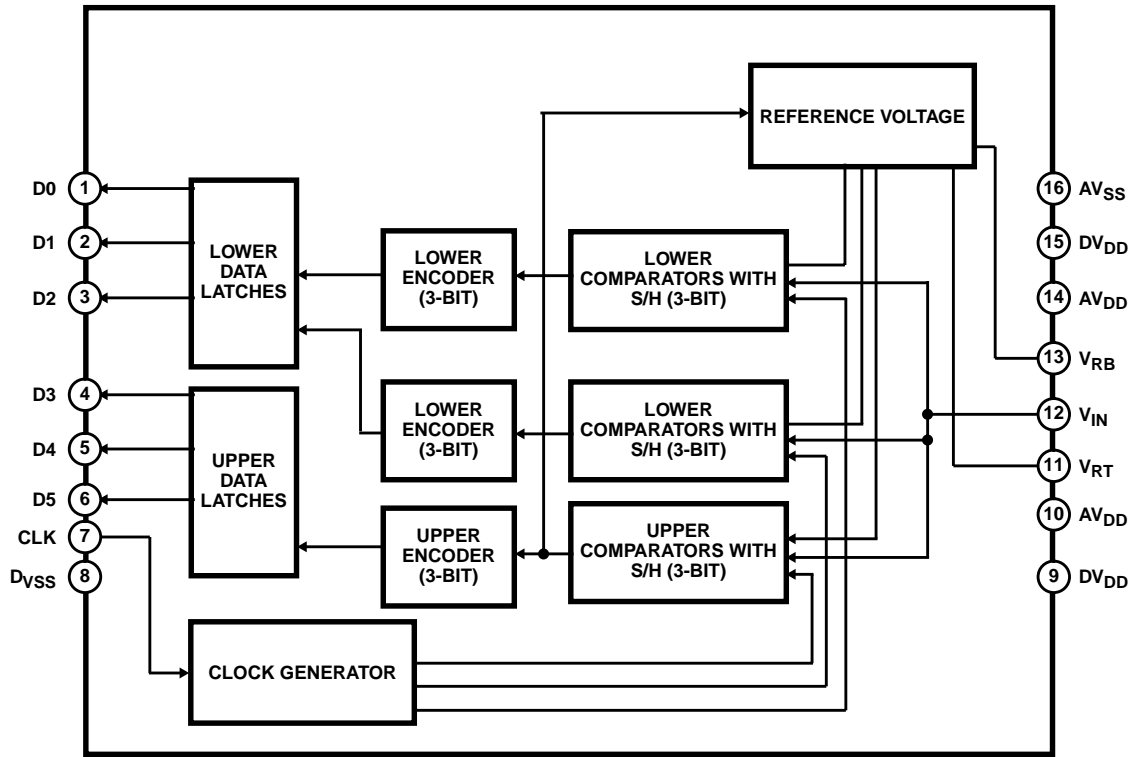 REFERENCE VOLTAGE
D0 1
D1 2
D2 3
D3 4
D4 5
D5 6
CLK 7
DVSS 8
LOWER
DATA
LATCHES
UPPER
DATA
LATCHES
LOWER
ENCODER
(3-BIT)
LOWER
ENCODER
(3-BIT)
UPPER
ENCODER
(3-BIT)
LOWER
COMPARATORS WITH
S/H (3-BIT)
LOWER
COMPARATORS WITH
S/H (3-BIT)
UPPER
COMPARATORS WITH
S/H (3-BIT)
CLOCK GENERATOR
16 AVSS
15 DVDD
14 AVDD
13 VRB
12 VIN
11 VRT
10 AVDD
9 DVDD